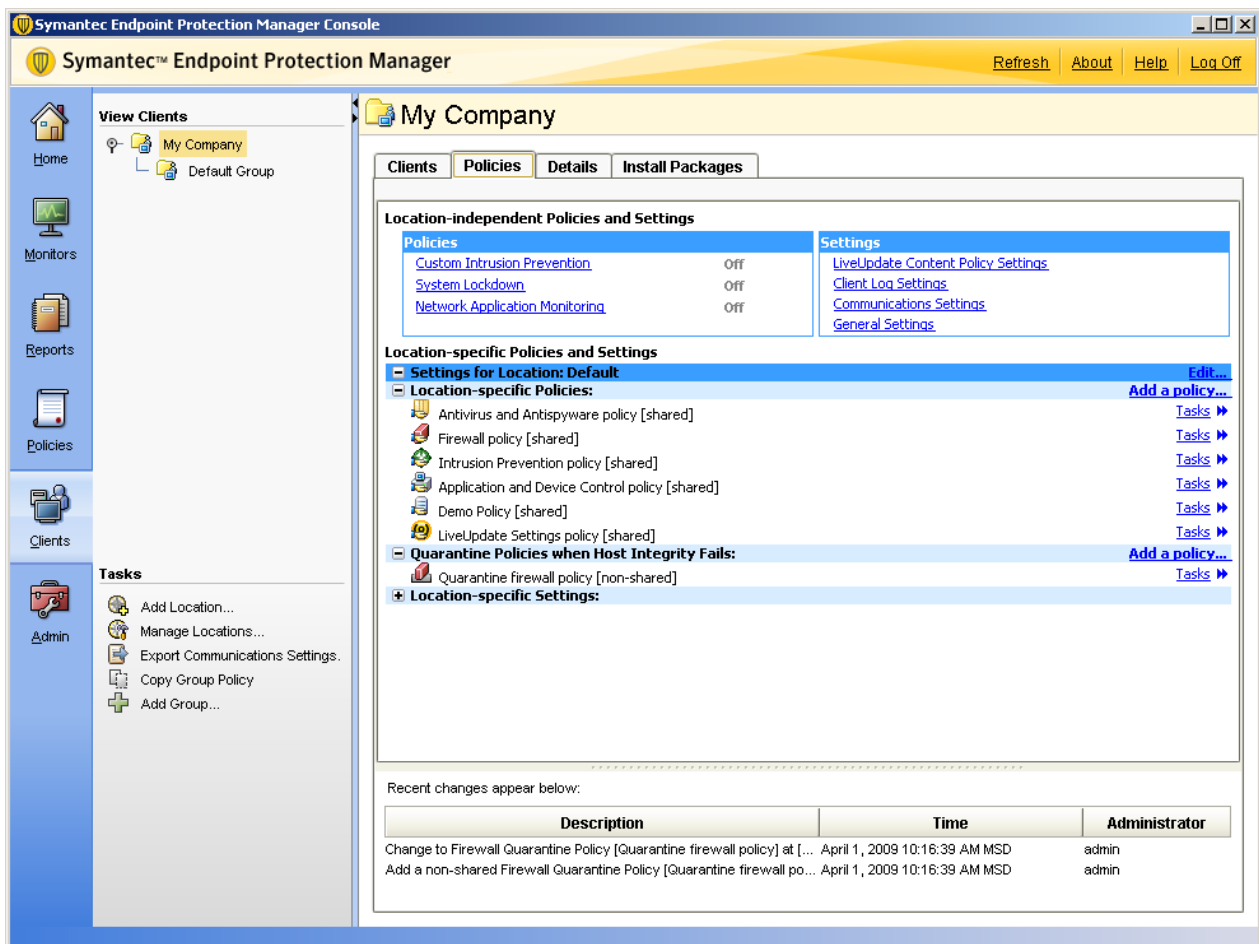 Symantec Endpoint Protection Manager Console
Symantec™ Endpoint Protection Manager
Refresh About Help Log Off
Home
Monitors
Reports
Policies
Clients
Admin
View Clients
My Company
Default Group
Tasks
Add Location...
Manage Locations...
Export Communications Settings.
Copy Group Policy
Add Group...
My Company
Clients Policies Details Install Packages
Location-independent Policies and Settings
Policies
Custom Intrusion Prevention Off
System Lockdown Off
Network Application Monitoring Off
Settings
LiveUpdate Content Policy Settings
Client Log Settings
Communications Settings
General Settings
Location-specific Policies and Settings
Settings for Location: Default Edit...
Location-specific Policies: Add a policy...
Antivirus and Antispyware policy [shared] Tasks
Firewall policy [shared] Tasks
Intrusion Prevention policy [shared] Tasks
Application and Device Control policy [shared] Tasks
Demo Policy [shared] Tasks
LiveUpdate Settings policy [shared] Tasks
Quarantine Policies when Host Integrity Fails: Add a policy...
Quarantine firewall policy [non-shared] Tasks
Location-specific Settings:
Recent changes appear below:
Description Time Administrator
Change to Firewall Quarantine Policy [Quarantine firewall policy] at [... April 1, 2009 10:16:39 AM MSD admin
Add a non-shared Firewall Quarantine Policy [Quarantine firewall po... April 1, 2009 10:16:39 AM MSD admin